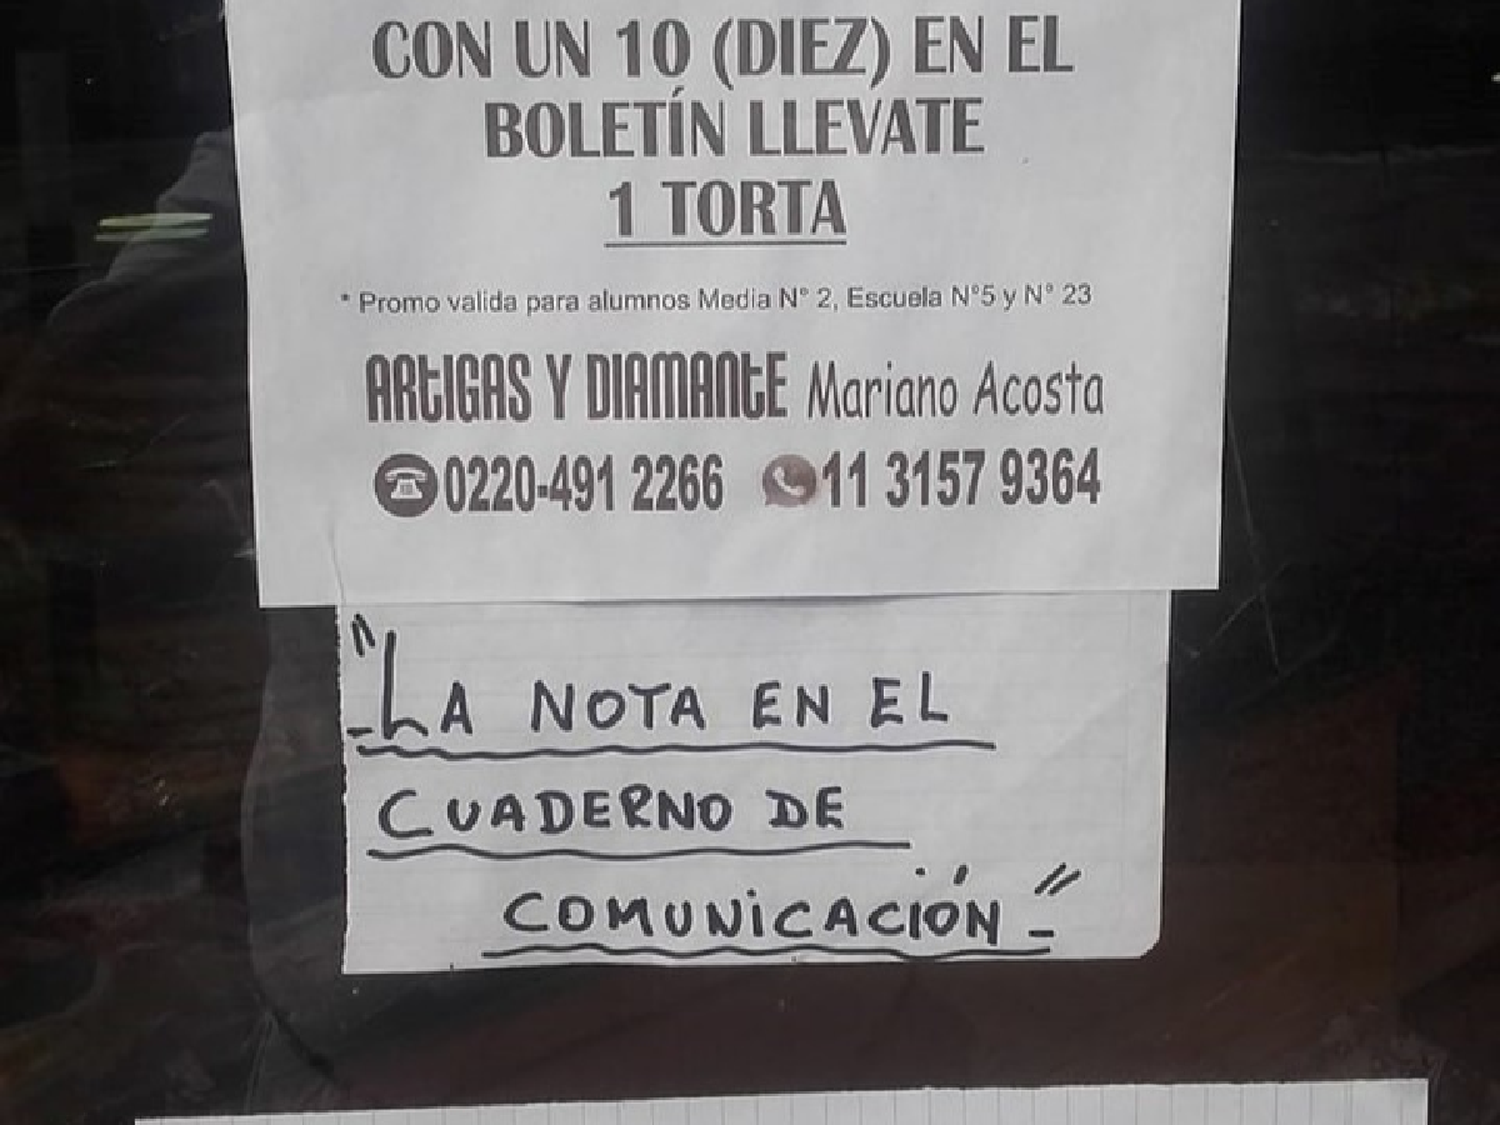 CON UN 10 (DIEZ) EN EL
BOLETÍN LLEVATE
1 TORTA
* Promo valida para alumnos Media N° 2, Escuela N°5 y N° 23
ARtIGAS Y DIAMANtE Mariano Acosta
0220-491 2266 11 3157 9364
"LA NOTA EN EL
CUADERNO DE
COMUNiCACIÓN"-